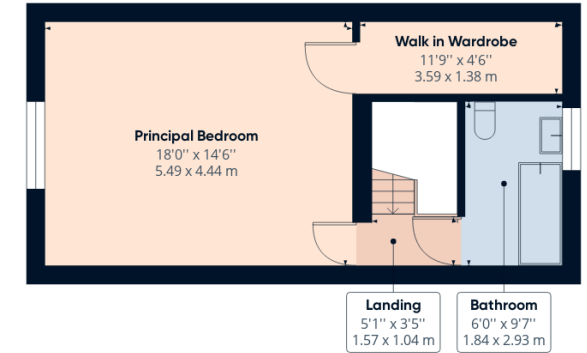 Walk in Wardrobe
11'9'' x 4'6''
3.59 x 1.38 m
Principal Bedroom
18'0'' x 14'6''
5.49 x 4.44 m
Landing
5'1'' x 3'5''
1.57 x 1.04 m
Bathroom
6'0'' x 9'7''
1.84 x 2.93 m